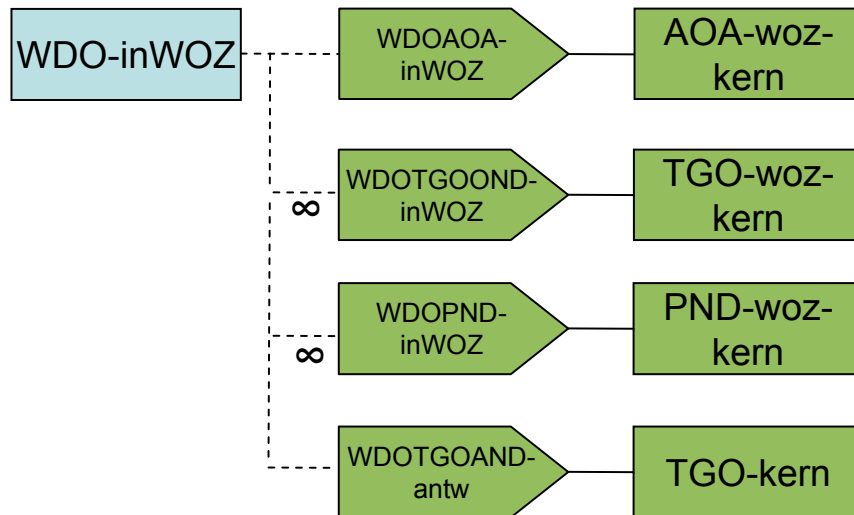 WDO-inWOZ
WDOAOA-
inWOZ
AOA-woz-
kern
∞
WDOTGOOND-
inWOZ
TGO-woz-
kern
∞
WDOPND-
inWOZ
PND-woz-
kern
WDOTGOAND-
antw
TGO-kern